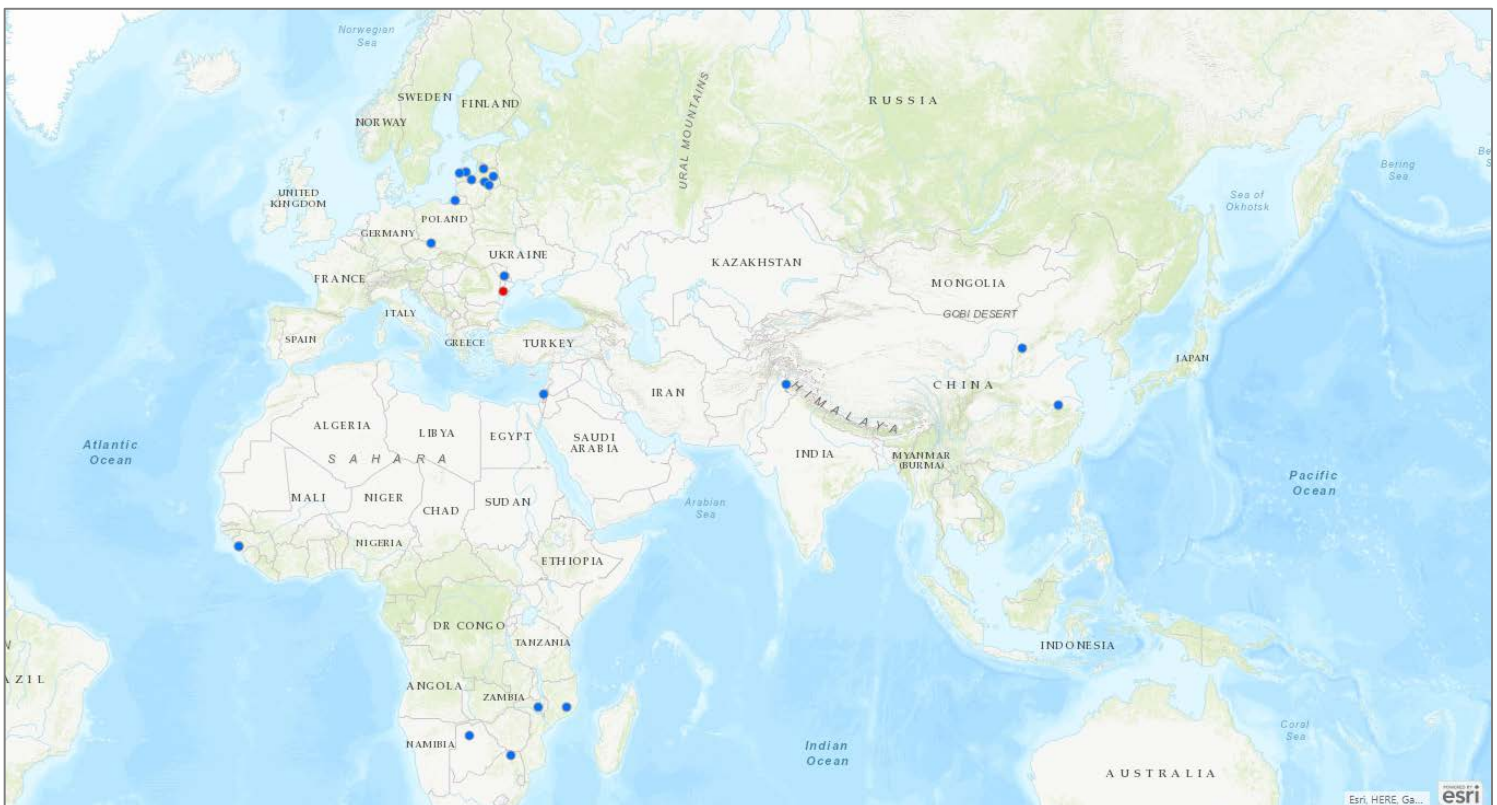 Norwegian
Sea
SWEDEN
FINLAND
NORWAY
RUSSIA
URAL MOUNTAINS
Bering
Sea
Sea of
Okhotsk
UNITED
KINGDOM
POLAND
GERMANY
UKRAINE
KAZAKHSTAN
MONGOLIA
FRANCE
GOBI DESERT
ITALY
SPAIN
GREECE
TURKEY
JAPAN
CHINA
IRAN
HIMALAYA
ALGERIA
LIBYA
EGYPT
SAUDI
ARABIA
Atlantic
Ocean
SAHARA
INDIA
MYANMAR
(BURMA)
Pacific
Ocean
MALI
NIGER
CHAD
SUDAN
Arabian
Sea
NIGERIA
ETHIOPIA
DR CONGO
TANZANIA
INDONESIA
AZIL
ANGOLA
ZAMBIA
NAMIBIA
Indian
Ocean
Coral
Sea
AUSTRALIA
Esri, HERE, Ga...
POWERED BY
esri